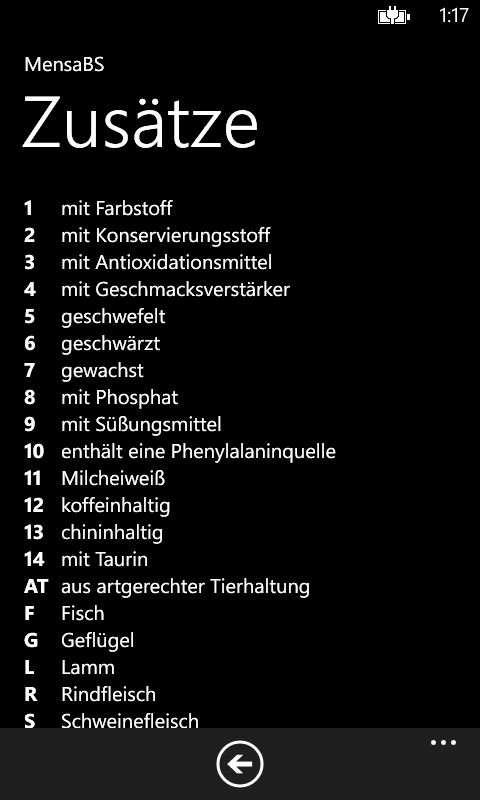 1:17
MensaBS
Zusätze
1 mit Farbstoff
2 mit Konservierungsstoff
3 mit Antioxidationsmittel
4 mit Geschmacksverstärker
5 geschwefelt
6 geschwärzt
7 gewachst
8 mit Phosphat
9 mit Süßungsmittel
10 enthält eine Phenylalaninquelle
11 Milcheiweiß
12 koffeinhaltig
13 chininhaltig
14 mit Taurin
AT aus artgerechter Tierhaltung
F Fisch
G Geflügel
L Lamm
R Rindfleisch
S Schweinefleisch